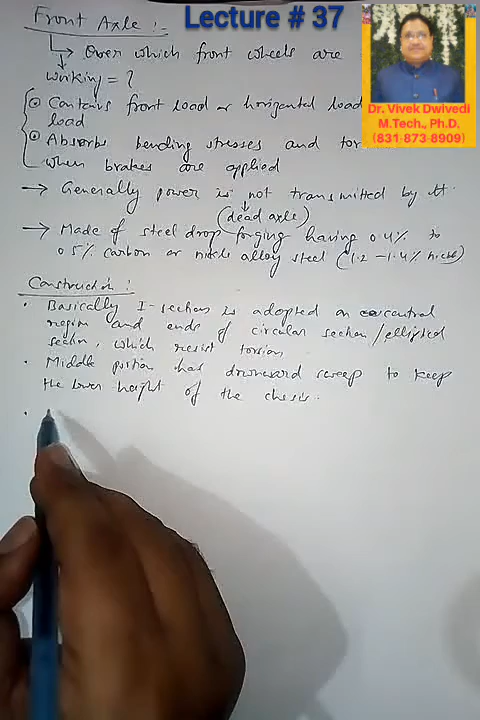 Lecture # 37
Front Axle :-
Over which front wheels are
working = ?
Contains front load or horizontal load
load
Absorbs bending stresses and tor
when brakes are applied
Generally power is not transmitted by it.
(dead axle)
Made of steel drop forging having 0.4% to
0.5% carbon or nickle alloy steel (1.2 - 1.4% nickel)
Construction :
Basically I-section is adopted on central
region and ends of circular section/elliptical
section, which resist torsion
Middle portion has downward sweep to keep
the lower height of the chasis.
Dr. Vivek Dwivedi
M.Tech., Ph.D.
(831-873-8909)